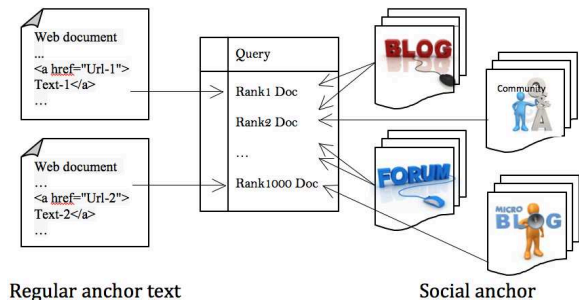 Web document
...
<a href="Url-1">
Text-1</a>
...
Web document
...
<a href="Url-2">
Text-2</a>
...
Query
Rank1 Doc
Rank2 Doc
...
Rank1000 Doc
BLOG
Community
Q
A
FORUM
MICRO
BLOG
Regular anchor text
Social anchor